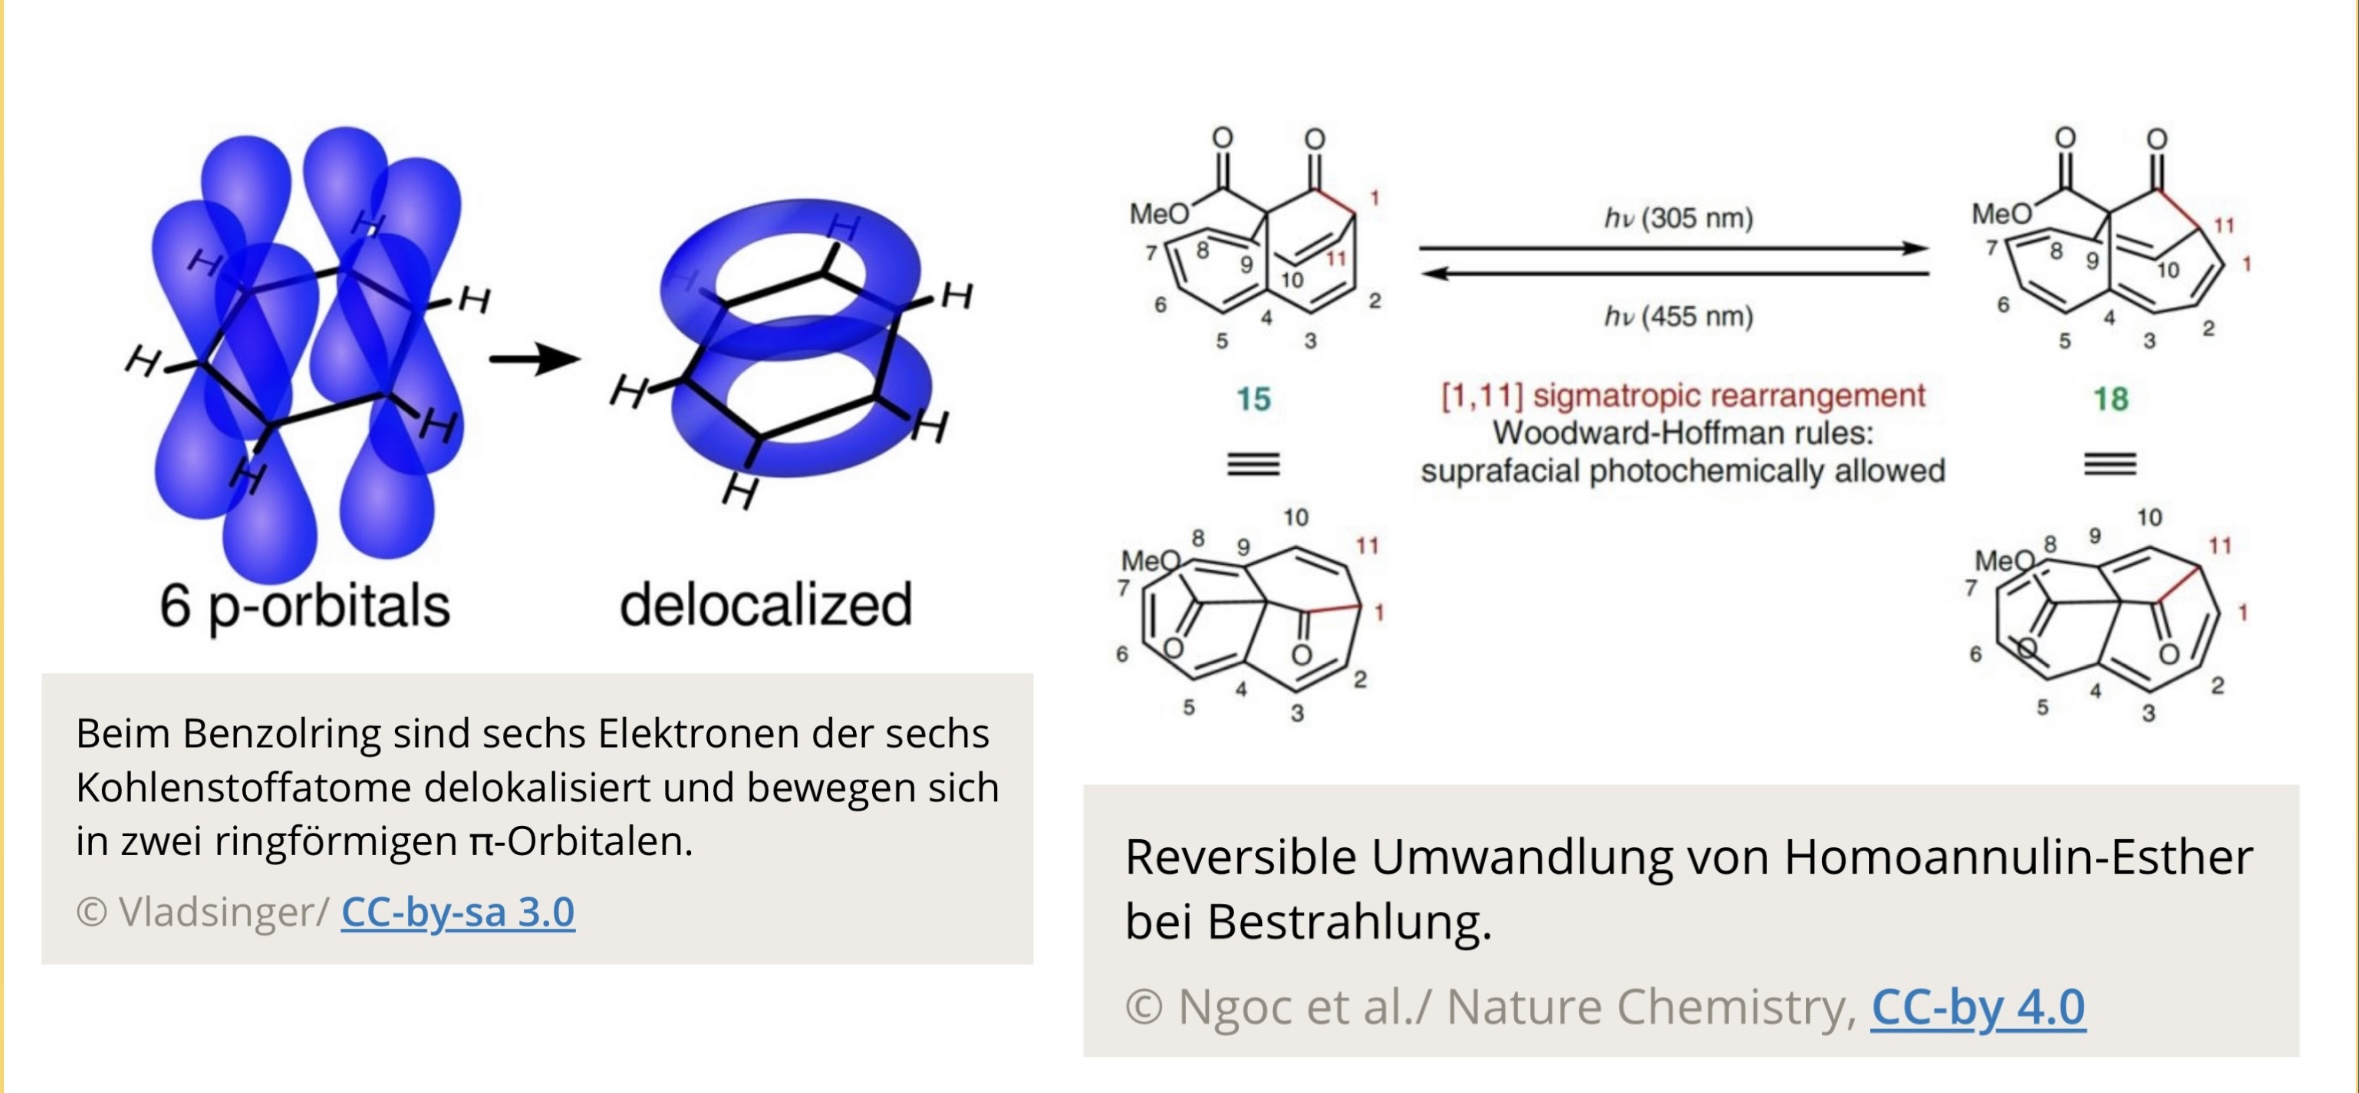 H
H
H
H
H
H
6 p-orbitals
H
H
H
H
H
H
delocalized
Beim Benzolring sind sechs Elektronen der sechs
Kohlenstoffatome delokalisiert und bewegen sich
in zwei ringförmigen π-Orbitalen.
© Vladsinger/ CC-by-sa 3.0
O O
MeO
1
7 8 9 10 11
6 5 4 3 2
15
hν (305 nm)
hν (455 nm)
[1,11] sigmatropic rearrangement
Woodward-Hoffman rules:
suprafacial photochemically allowed
O O
MeO
11
7 8 9 10 1
6 5 4 3 2
18
≡
≡
10
8 9 11
MeO
7 1
6 O O 2
5 4 3
10
8 9 11
MeO
7 1
6 O O 2
5 4 3
Reversible Umwandlung von Homoannulin-Esther
bei Bestrahlung.
© Ngoc et al./ Nature Chemistry, CC-by 4.0